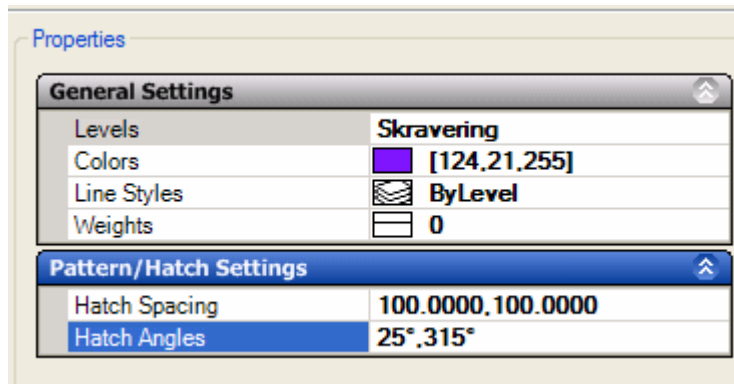 Properties
General Settings
Levels Skravering
Colors [124,21,255]
Line Styles ByLevel
Weights 0
Pattern/Hatch Settings
Hatch Spacing 100.0000,100.0000
Hatch Angles 25°,315°